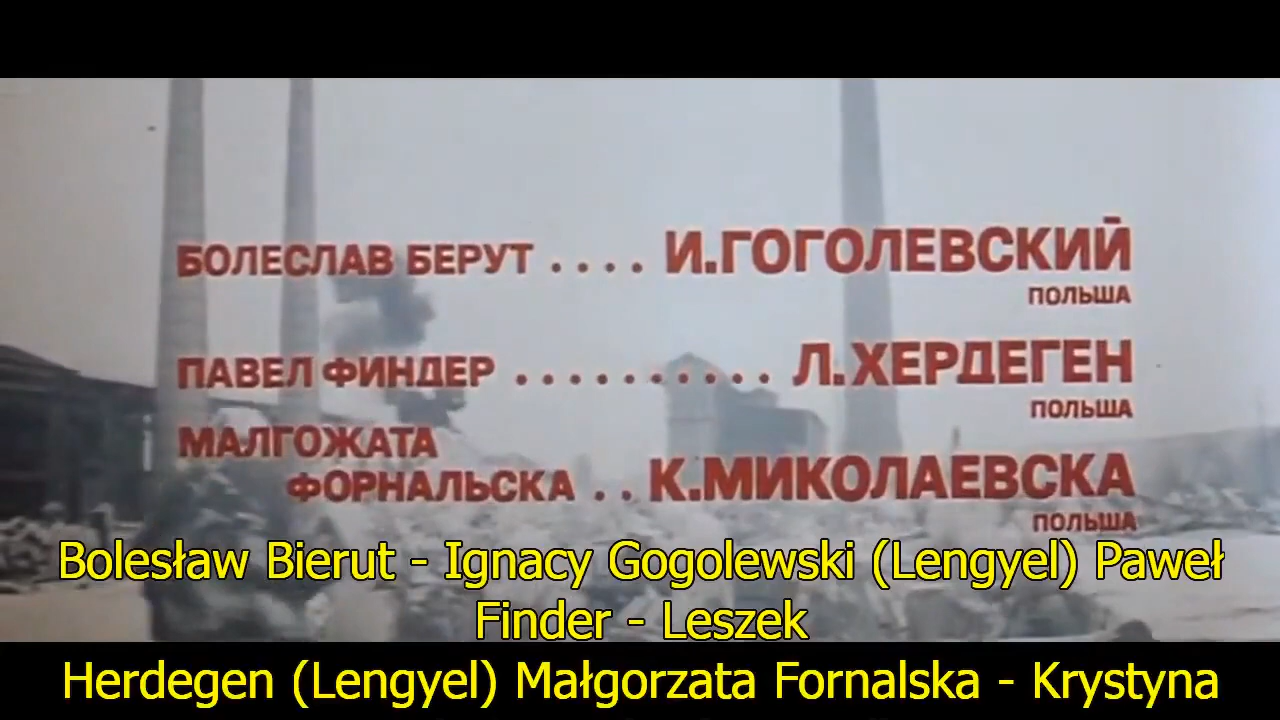 БОЛЕСЛАВ БЕРУТ .... И.ГОГОЛЕВСКИЙ
ПОЛЬША
ПАВЕЛ ФИНДЕР .......... Л.ХЕРДЕГЕН
ПОЛЬША
МАЛГОЖАТА
ФОРНАЛЬСКА .. К.МИКОЛАЕВСКА
ПОЛЬША
Bolesław Bierut - Ignacy Gogolewski (Lengyel) Paweł
Finder - Leszek
Herdegen (Lengyel) Małgorzata Fornalska - Krystyna